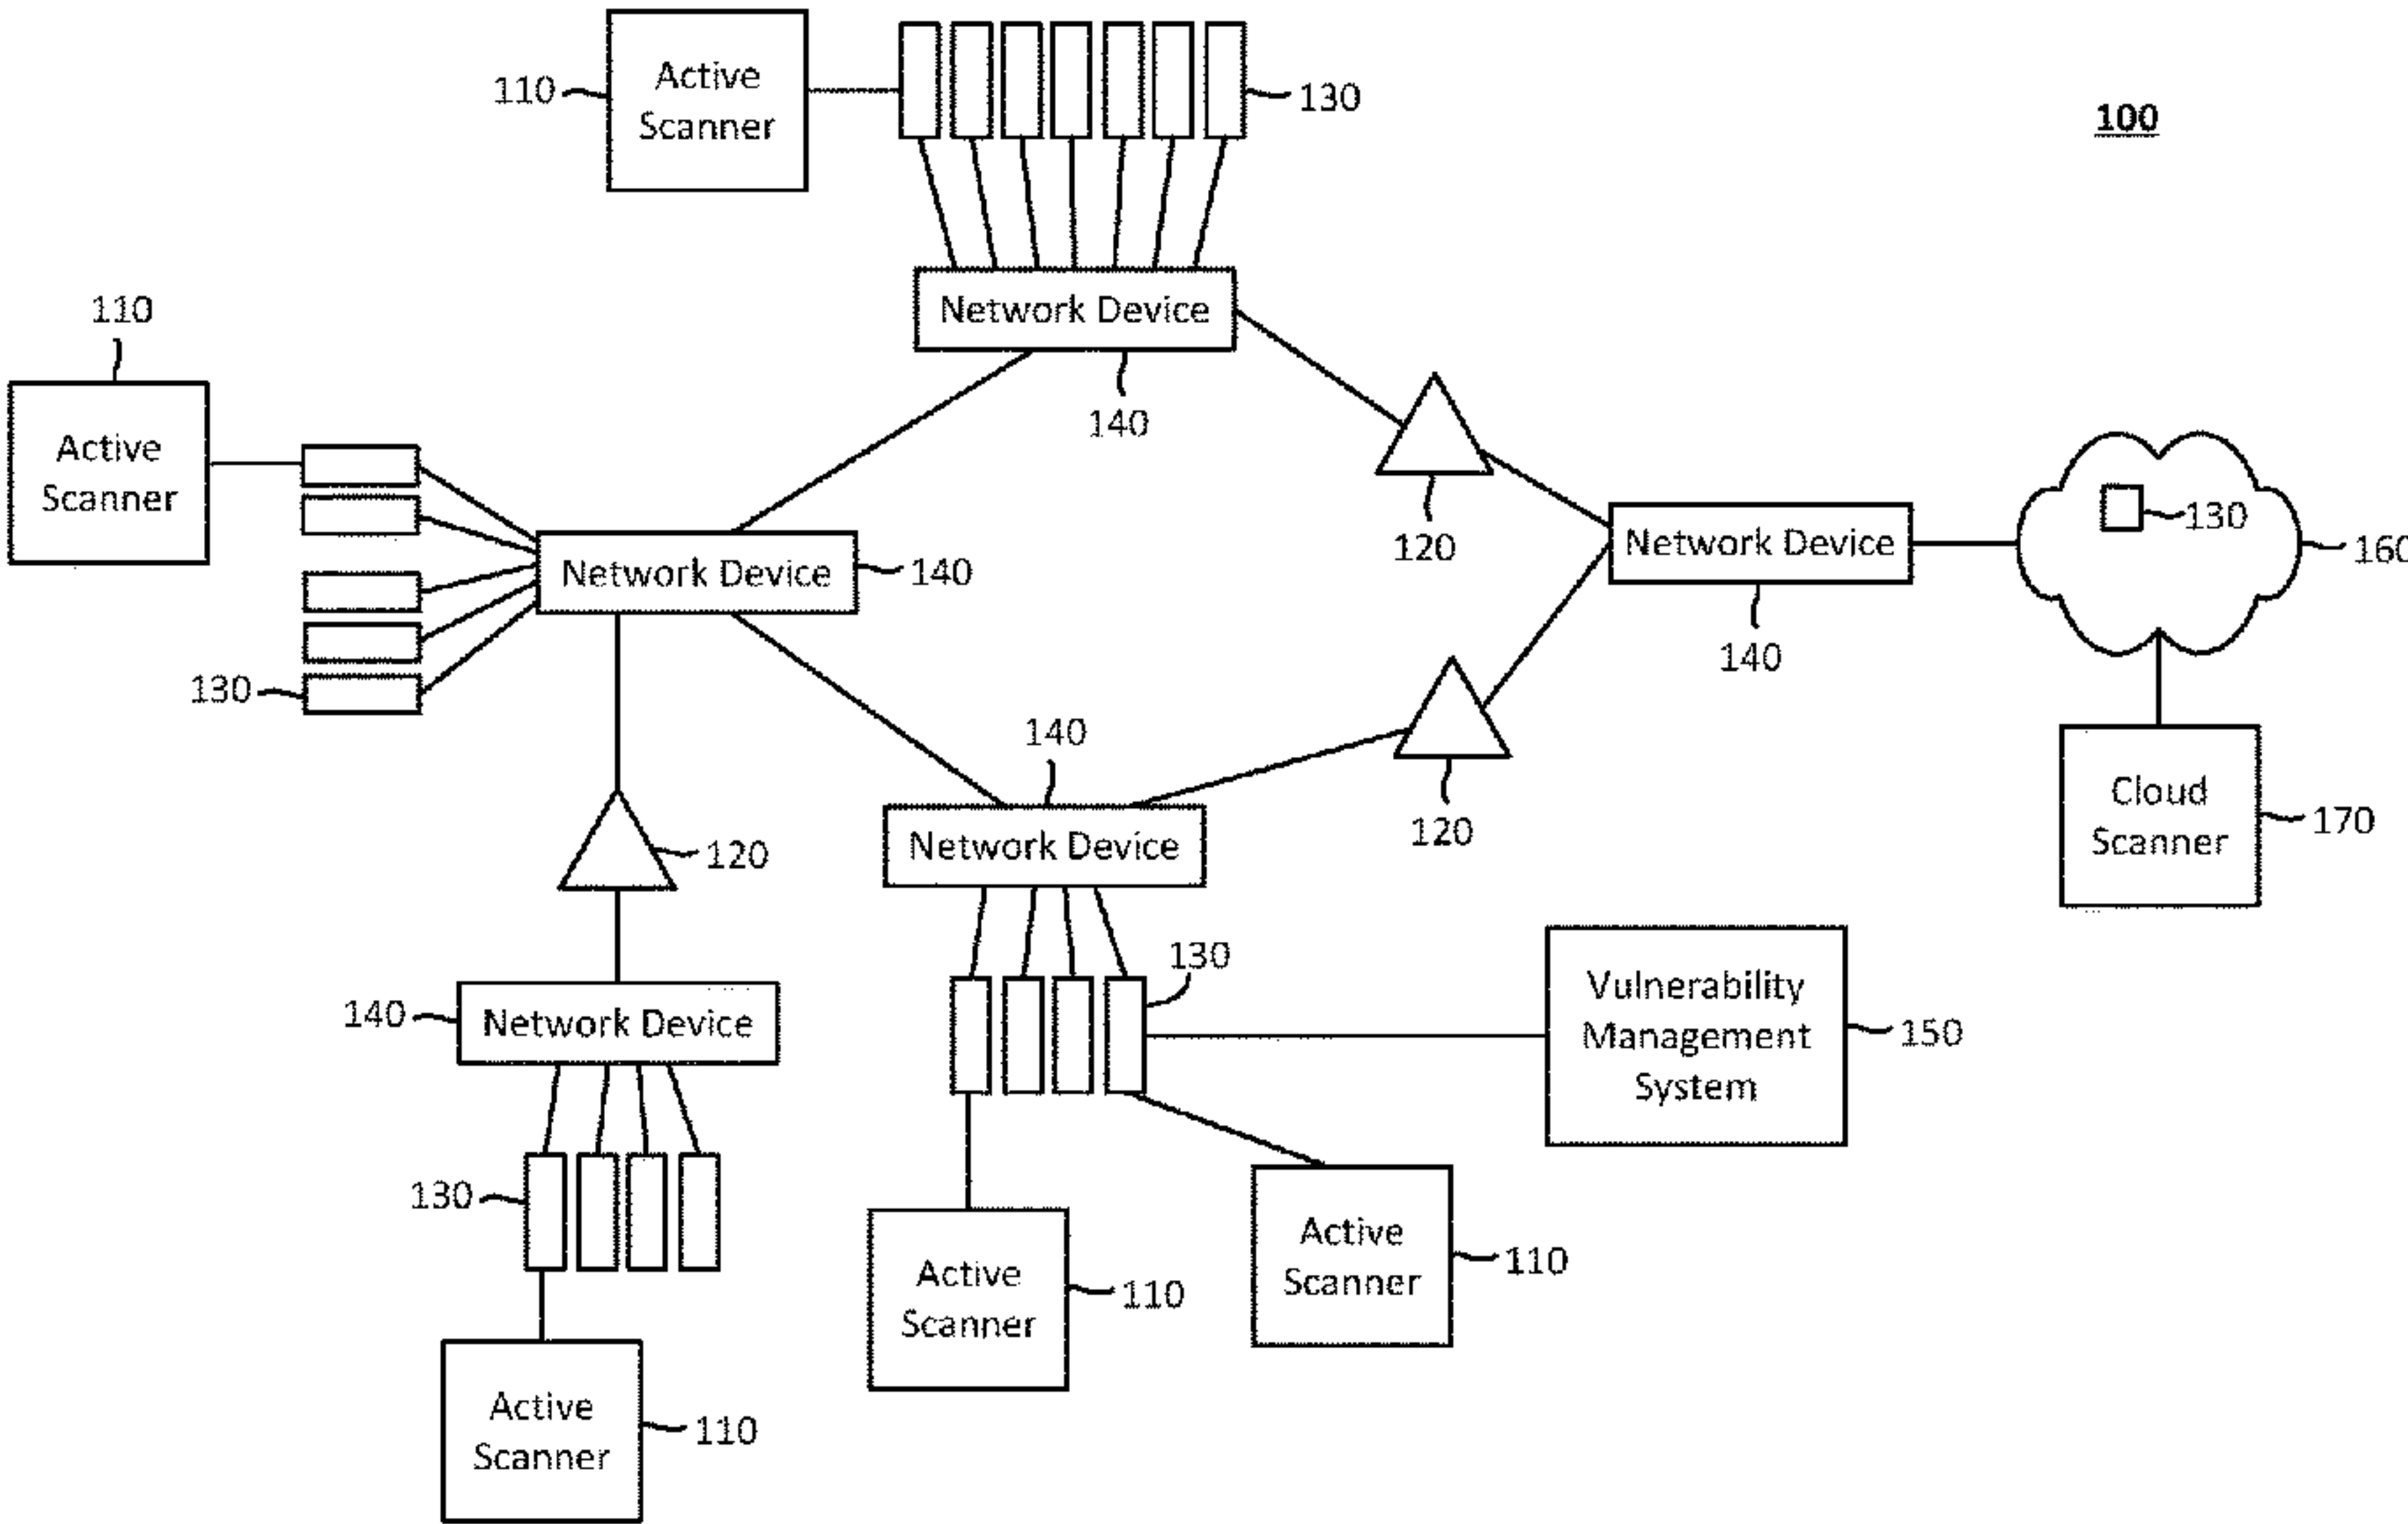 Active
Scanner
110
130
100
Network Device
140
110
Active
Scanner
130
Network Device
140
120
Network Device
140
130
160
Cloud
Scanner
170
140
Network Device
120
120
140
Network Device
130
Vulnerability
Management
System
150
130
Active
Scanner
110
Active
Scanner
110
Active
Scanner
110